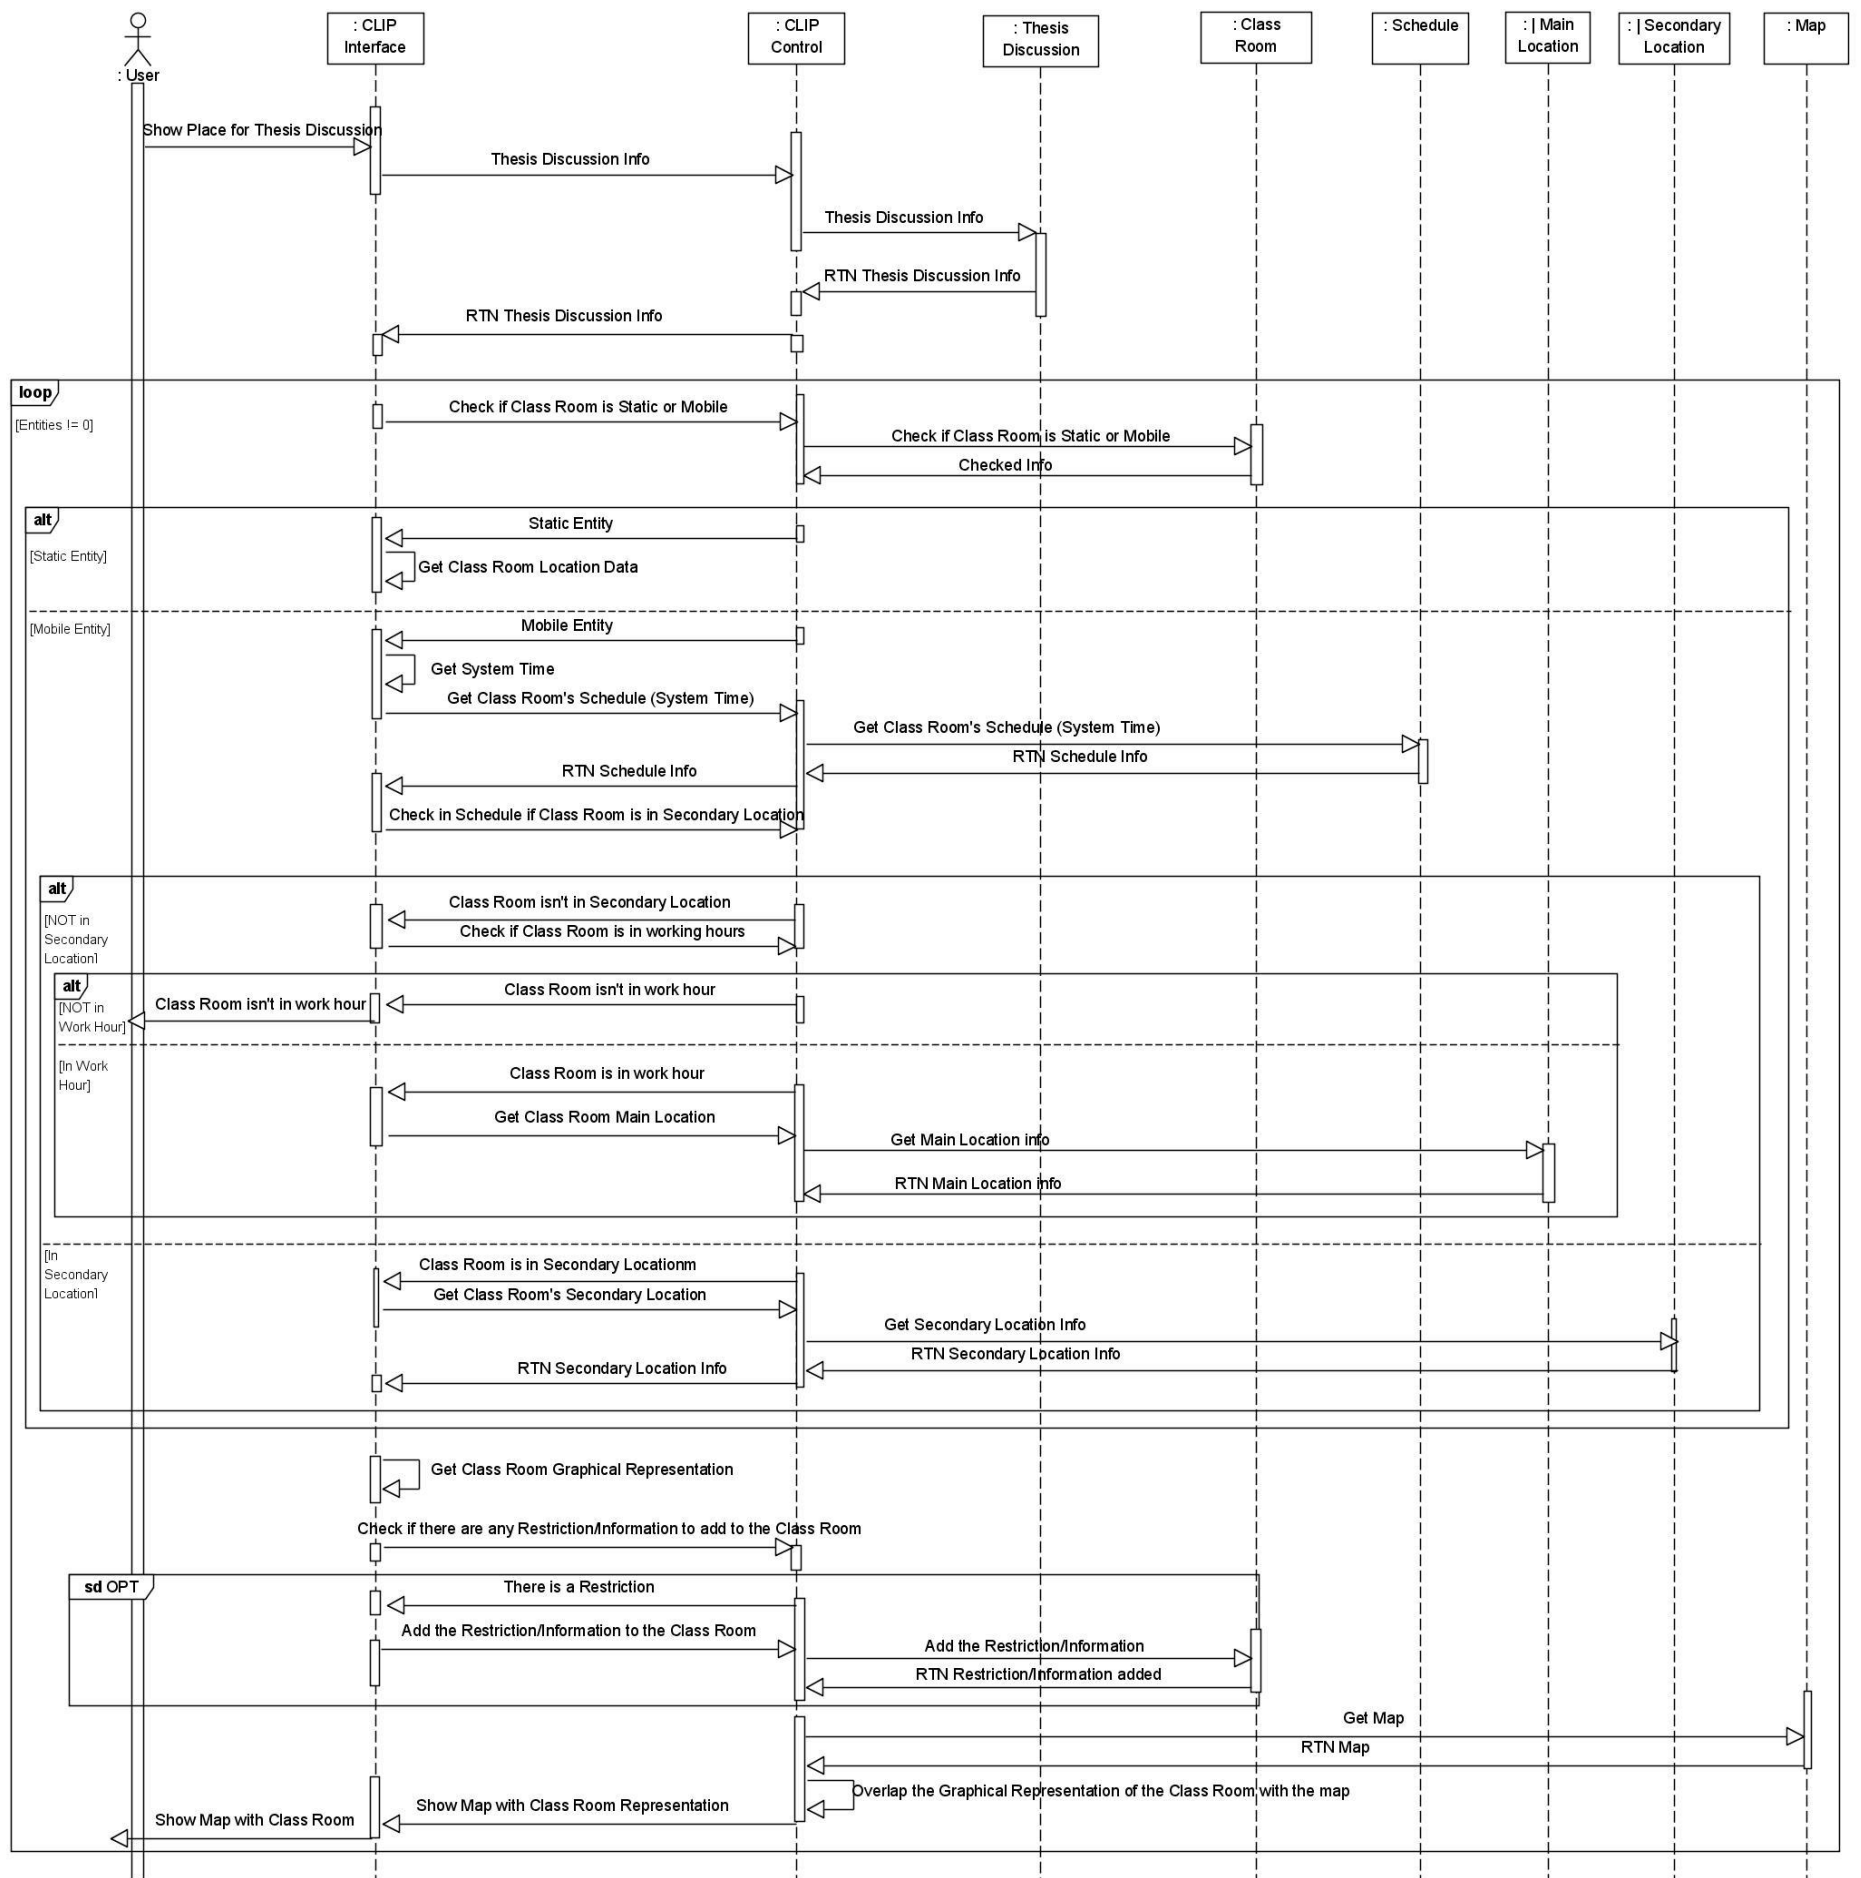 : User
: CLIP
Interface
: CLIP
Control
: Thesis
Discussion
: Class
Room
: Schedule
: | Main
Location
: | Secondary
Location
: Map
Show Place for Thesis Discussion
Thesis Discussion Info
Thesis Discussion Info
RTN Thesis Discussion Info
RTN Thesis Discussion Info
loop
[Entities != 0]
Check if Class Room is Static or Mobile
Check if Class Room is Static or Mobile
Checked Info
alt
[Static Entity]
Static Entity
Get Class Room Location Data
[Mobile Entity]
Mobile Entity
Get System Time
Get Class Room's Schedule (System Time)
Get Class Room's Schedule (System Time)
RTN Schedule Info
RTN Schedule Info
Check in Schedule if Class Room is in Secondary Location
alt
[NOT in
Secondary
Location]
Class Room isn't in Secondary Location
Check if Class Room is in working hours
alt
[NOT in
Work Hour]
Class Room isn't in work hour
Class Room isn't in work hour
[In Work
Hour]
Class Room is in work hour
Get Class Room Main Location
Get Main Location info
RTN Main Location info
[In
Secondary
Location]
Class Room is in Secondary Locationm
Get Class Room's Secondary Location
Get Secondary Location Info
RTN Secondary Location Info
RTN Secondary Location Info
Get Class Room Graphical Representation
Check if there are any Restriction/Information to add to the Class Room
sd OPT
There is a Restriction
Add the Restriction/Information to the Class Room
Add the Restriction/Information
RTN Restriction/Information added
Get Map
RTN Map
Overlap the Graphical Representation of the Class Room with the map
Show Map with Class Room Representation
Show Map with Class Room